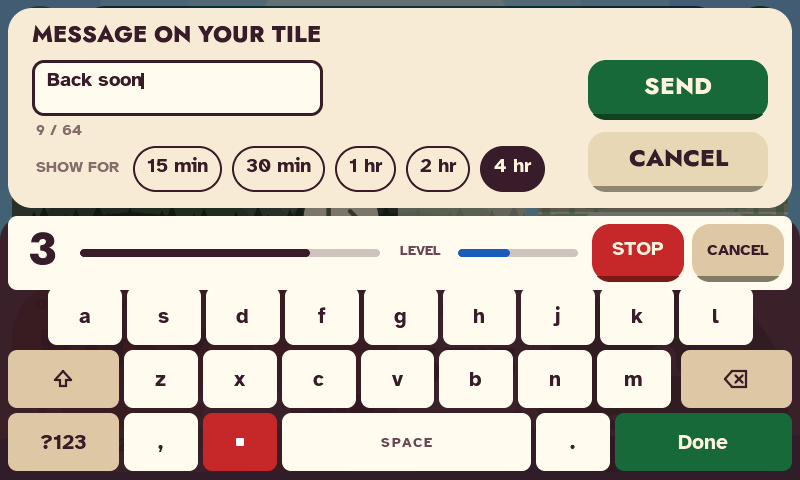 MESSAGE ON YOUR TILE
Back soon
9 / 64
SHOW FOR 15 min 30 min 1 hr 2 hr 4 hr
SEND
CANCEL
3 LEVEL STOP CANCEL
a s d f g h j k l
z x c v b n m
?123 , SPACE . Done